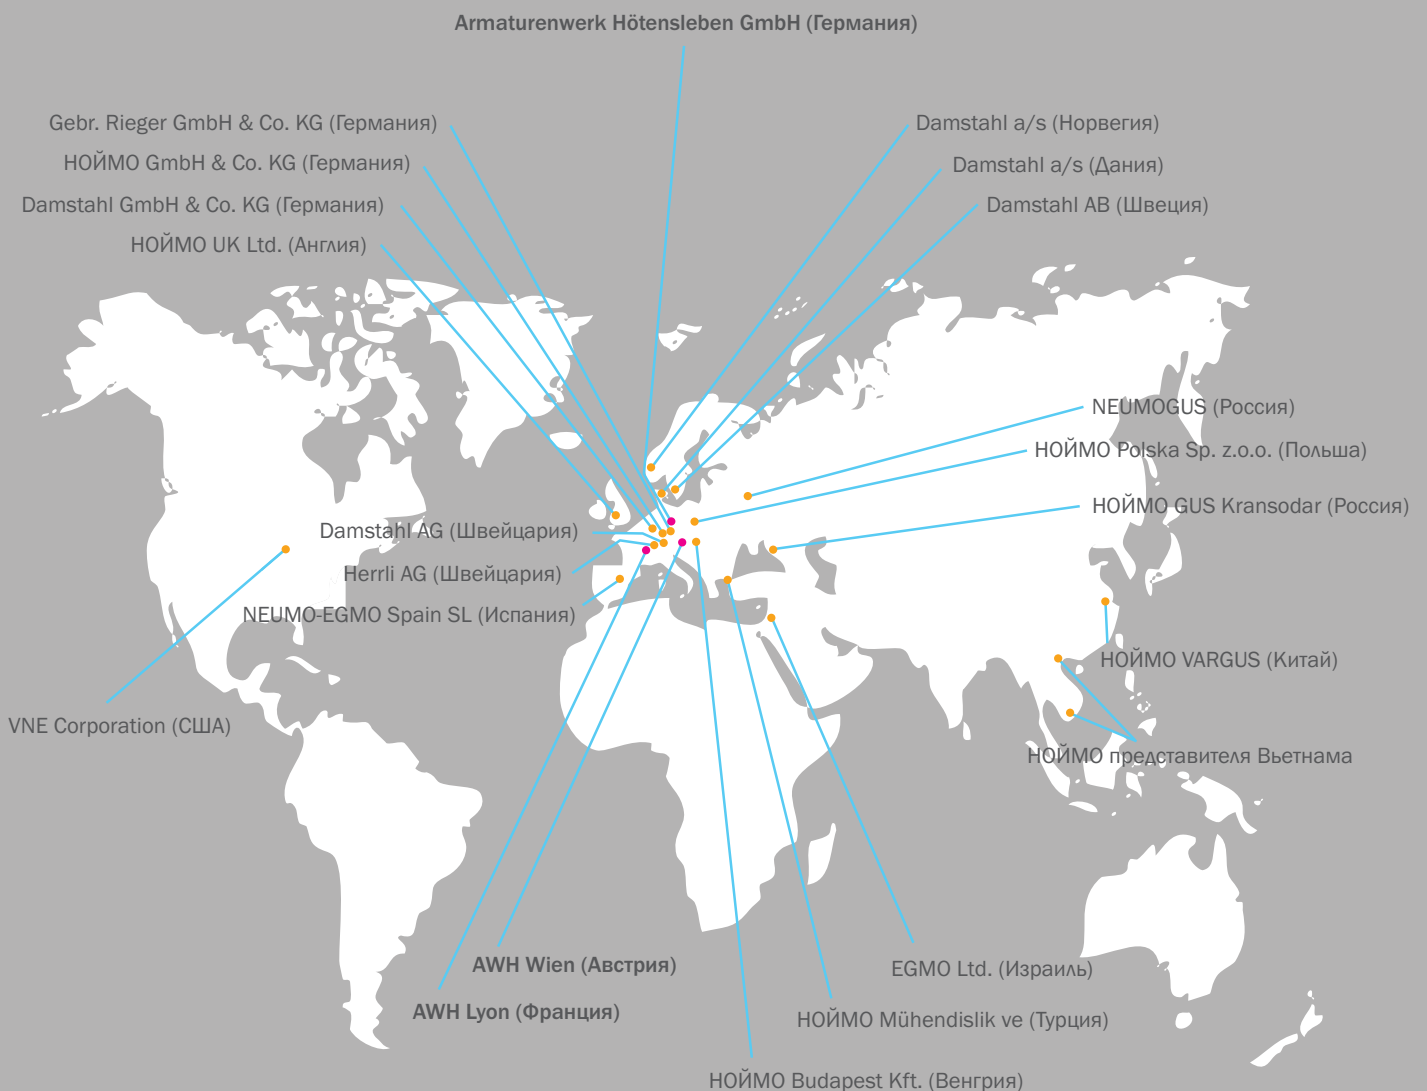 Armaturenwerk Hötensleben GmbH (Германия)
Gebr. Rieger GmbH & Co. KG (Германия)
НОЙМО GmbH & Co. KG (Германия)
Damstahl GmbH & Co. KG (Германия)
НОЙМО UK Ltd. (Англия)
Damstahl a/s (Норвегия)
Damstahl a/s (Дания)
Damstahl AB (Швеция)
NEUMOGUS (Россия)
НОЙМО Polska Sp. z.o.o. (Польша)
НОЙМО GUS Kransodar (Россия)
Damstahl AG (Швейцария)
Herrli AG (Швейцария)
NEUMO-EGMO Spain SL (Испания)
НОЙМО VARGUS (Китай)
VNE Corporation (США)
НОЙМО представителя Вьетнама
AWH Wien (Австрия)
EGMO Ltd. (Израиль)
AWH Lyon (Франция)
НОЙМО Mühendislik ve (Турция)
НОЙМО Budapest Kft. (Венгрия)